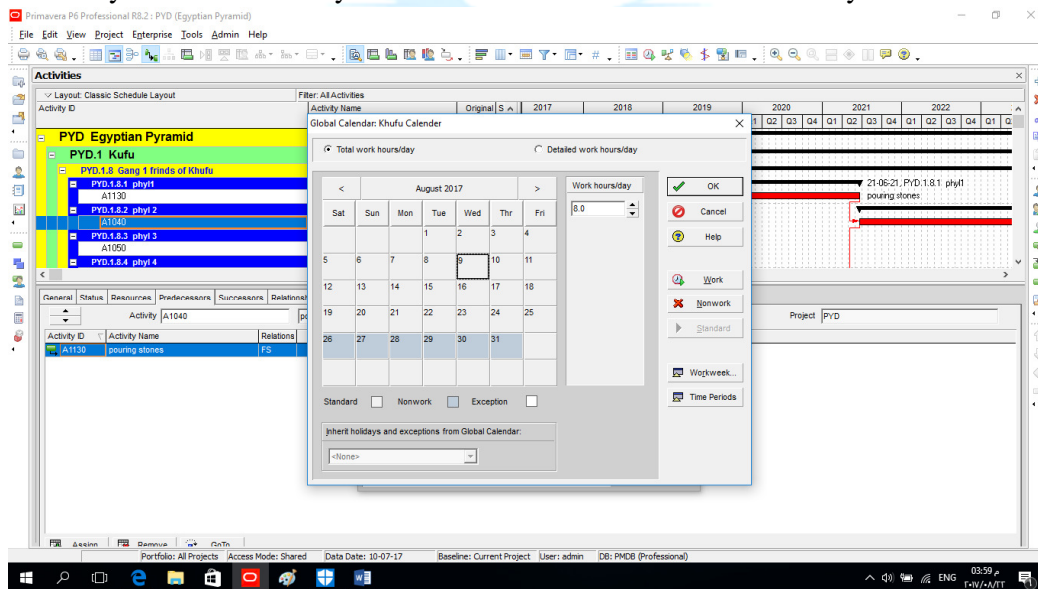 Primavera P6 Professional R8.2 : PYD (Egyptian Pyramid)
File Edit View Project Enterprise Tools Admin Help
Activities
Layout: Classic Schedule Layout
Filter: All Activities
Activity ID
Activity Name
Original
S
2017 2018 2019 2020 2021 2022
Q2 Q3 Q4 Q1 Q2 Q3 Q4 Q1 Q2 Q3 Q4 Q1
PYD Egyptian Pyramid
PYD.1 Kufu
PYD.1.8 Gang 1 frinds of Khufu
PYD.1.8.1 phyl1
A1130
PYD.1.8.2 phyl 2
A1040
PYD.1.8.3 phyl 3
A1050
PYD.1.8.4 phyl 4
21-06-21, PYD.1.8.1 phyl1
pouring stones
Global Calendar: Khufu Calender
Total work hours/day
Detailed work hours/day
< August 2017 >
Sat Sun Mon Tue Wed Thr Fri
1 2 3 4
5 6 7 8 9 10 11
12 13 14 15 16 17 18
19 20 21 22 23 24 25
26 27 28 29 30 31
Work hours/day
8.0
OK
Cancel
Help
Work
Nonwork
Standard
Workweek...
Time Periods
Standard Nonwork Exception
Inherit holidays and exceptions from Global Calendar:
<None>
General Status Resources Predecessors Successors
Activity A1040
Project PYD
Activity ID Activity Name Relations
A1130 pouring stones FS
Assign Remove GoTo
Portfolio: All Projects Access Mode: Shared Data Date: 10-07-17 Baseline: Current Project User: admin DB: PMDB (Professional)
ENG
03:59 م
٢٠١٧/٠٨/٢٢